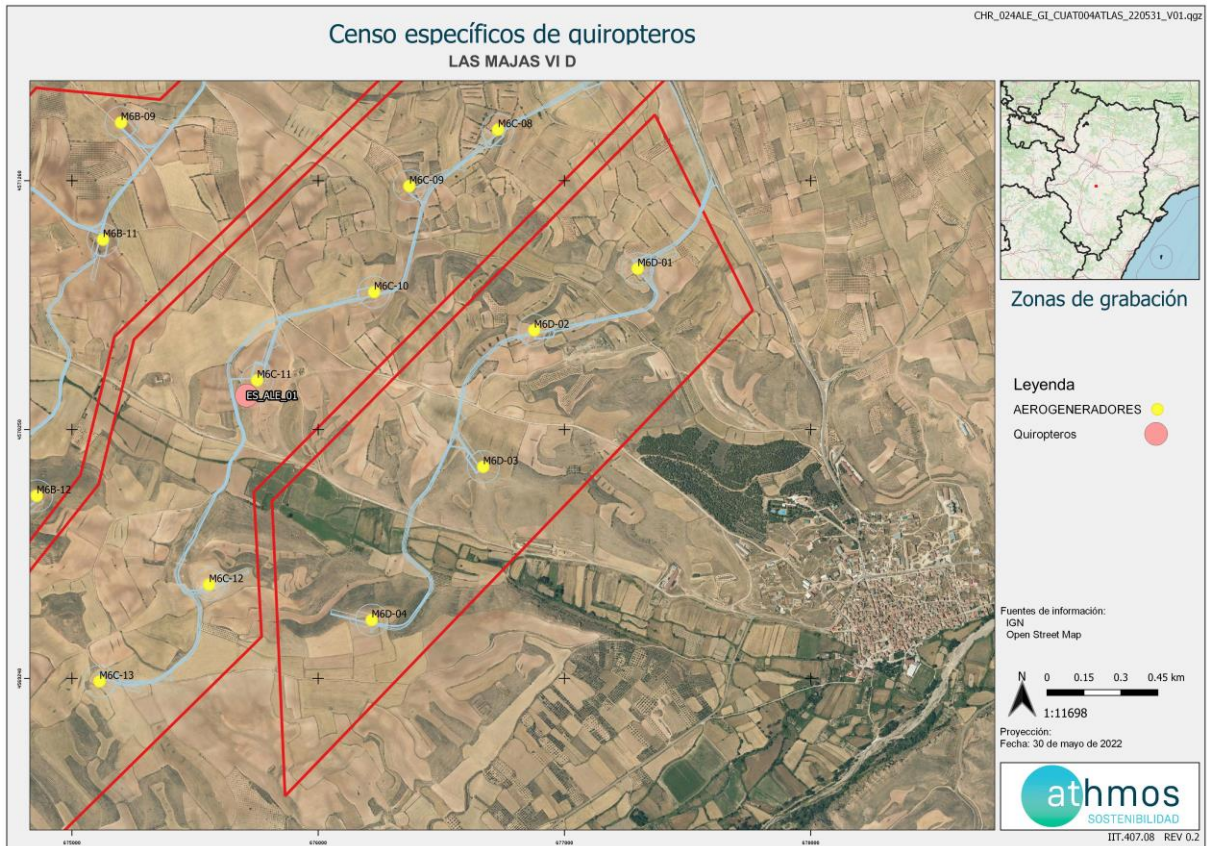 CHR_024ALE_GI_CUAT004ATLAS_220531_V01.qgz
Censo específicos de quiropteros
LAS MAJAS VI D
M6B-09
M6C-08
M6C-09
M6B-11
M6D-01
M6C-10
M6D-02
M6C-11
ES_ALE_01
M6D-03
M6B-12
M6C-12
M6D-04
M6C-13
675000
676000
677000
678000
Zonas de grabación
Leyenda
AEROGENERADORES
Quiropteros
Fuentes de información:
IGN
Open Street Map
N
0 0.15 0.3 0.45 km
1:11698
Proyección:
Fecha: 30 de mayo de 2022
athmos
SOSTENIBILIDAD
IIT.407.08 REV 0.2